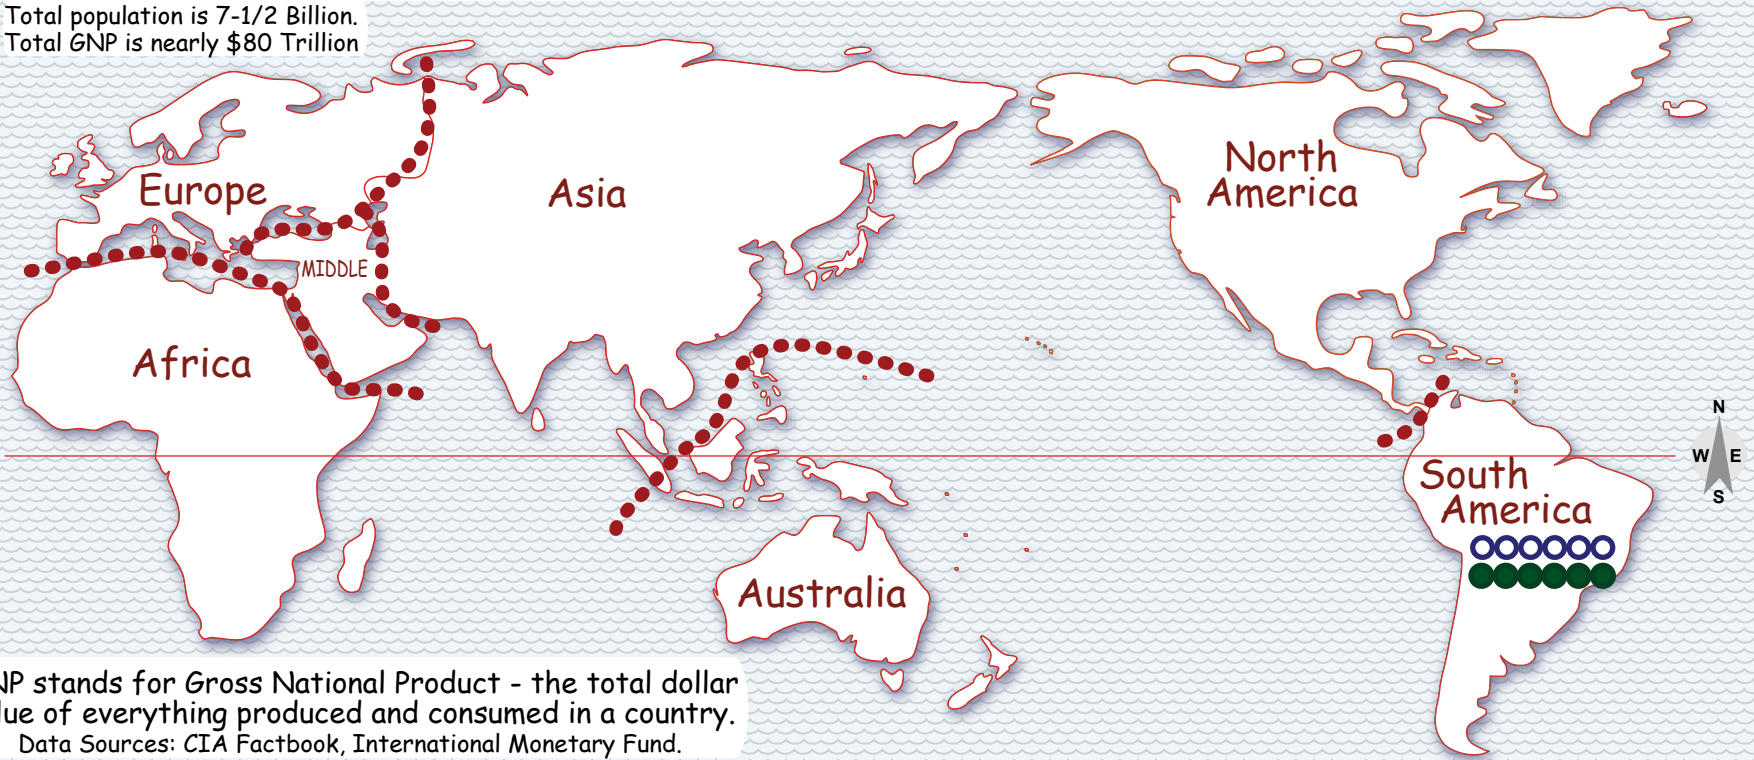 Total population is 7-1/2 Billion.
Total GNP is nearly $80 Trillion
Europe
Asia
North
America
MIDDLE
Africa
South
America
Australia
N
W E
S
NP stands for Gross National Product - the total dollar
lue of everything produced and consumed in a country.
Data Sources: CIA Factbook, International Monetary Fund.